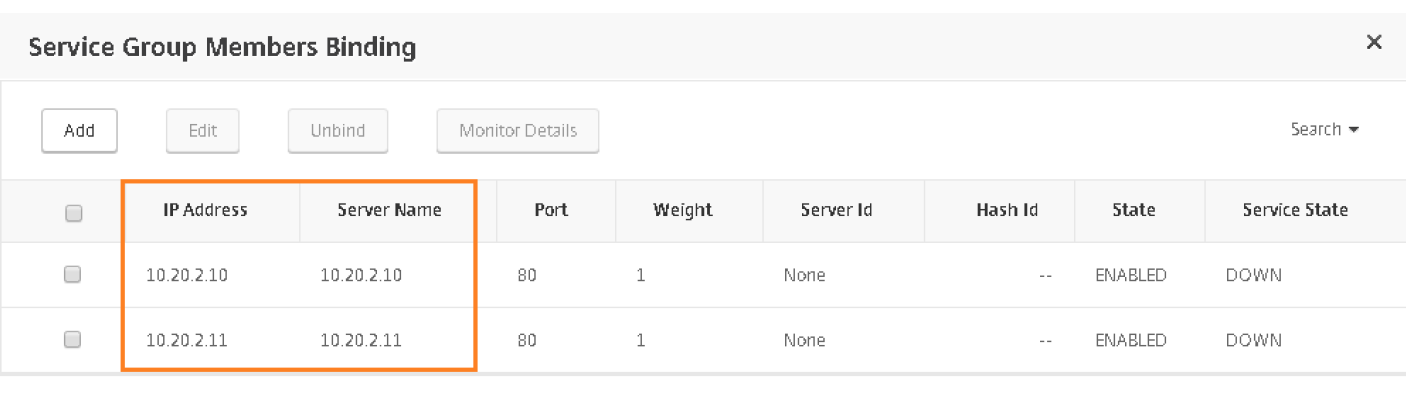 Service Group Members Binding ×
Add Edit Unbind Monitor Details Search
IP Address Server Name Port Weight Server Id Hash Id State Service State
10.20.2.10 10.20.2.10 80 1 None -- ENABLED DOWN
10.20.2.11 10.20.2.11 80 1 None -- ENABLED DOWN